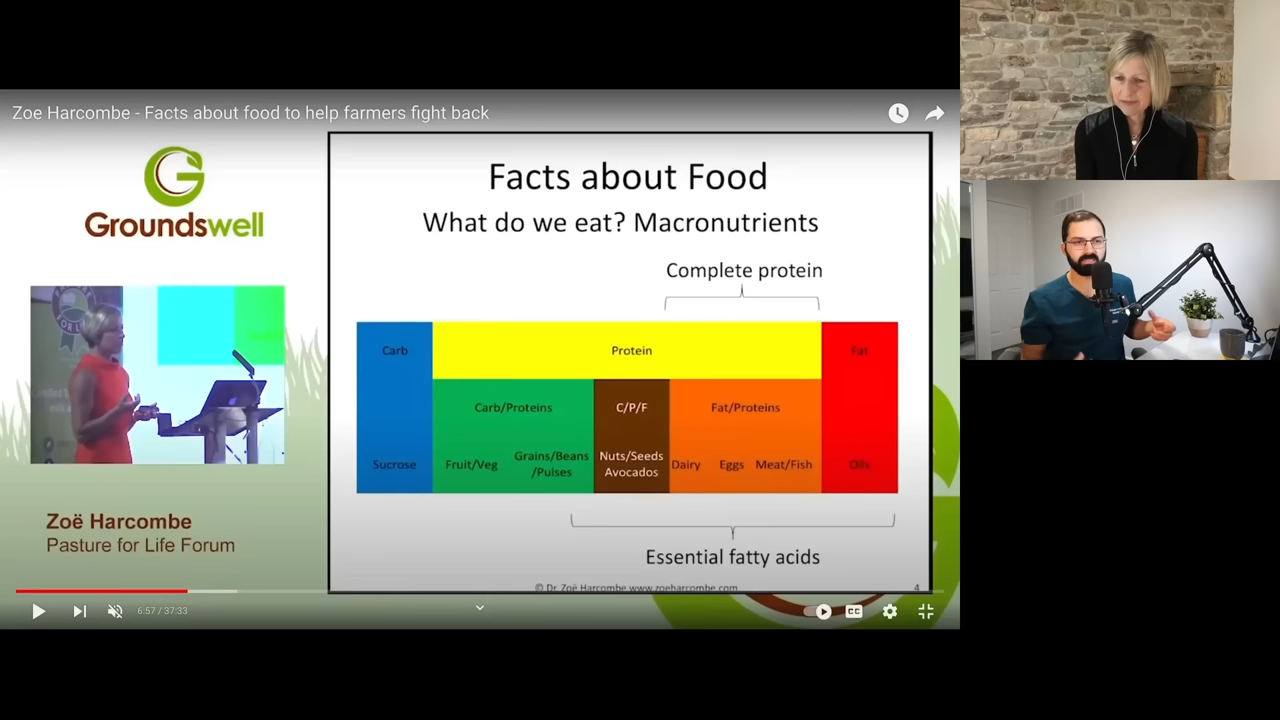 Zoe Harcombe - Facts about food to help farmers fight back
Groundswell
Zoë Harcombe
Pasture for Life Forum
Facts about Food
What do we eat? Macronutrients
Complete protein
Carb
Protein
Fat
Carb/Proteins
C/P/F
Fat/Proteins
Sucrose
Fruit/Veg
Grains/Beans
/Pulses
Nuts/Seeds
Avocados
Dairy
Eggs
Meat/Fish
Oils
Essential fatty acids
© Dr. Zoë Harcombe www.zoeharcombe.com
4
6:57 / 37:33
CC